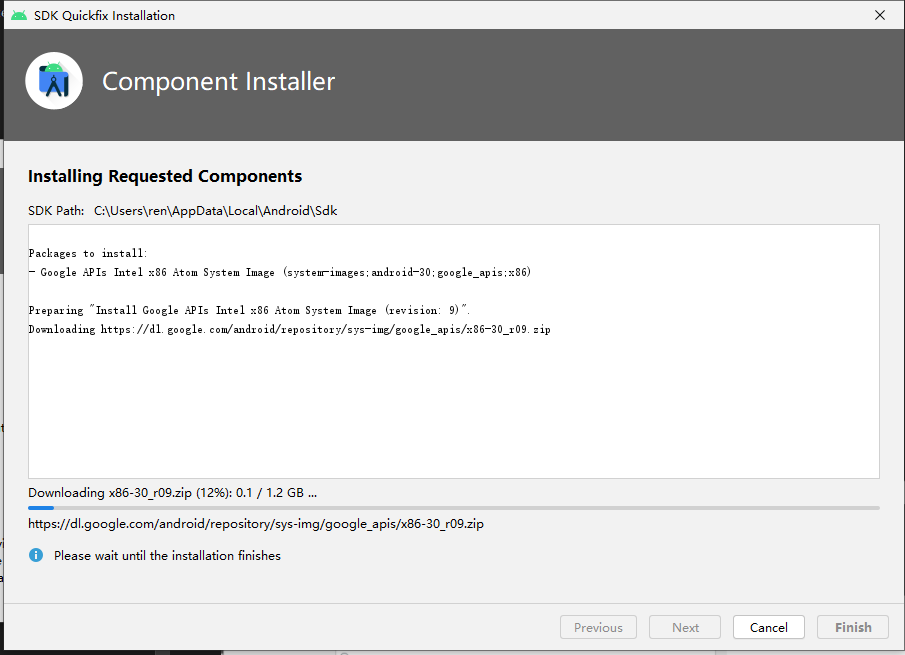 SDK Quickfix Installation
Component Installer
Installing Requested Components
SDK Path: C:\Users\ren\AppData\Local\Android\Sdk
Packages to install:
- Google APIs Intel x86 Atom System Image (system-images;android-30;google_apis;x86)
Preparing "Install Google APIs Intel x86 Atom System Image (revision: 9)".
Downloading https://dl.google.com/android/repository/sys-img/google_apis/x86-30_r09.zip
Downloading x86-30_r09.zip (12%): 0.1 / 1.2 GB ...
https://dl.google.com/android/repository/sys-img/google_apis/x86-30_r09.zip
Please wait until the installation finishes
Previous Next Cancel Finish